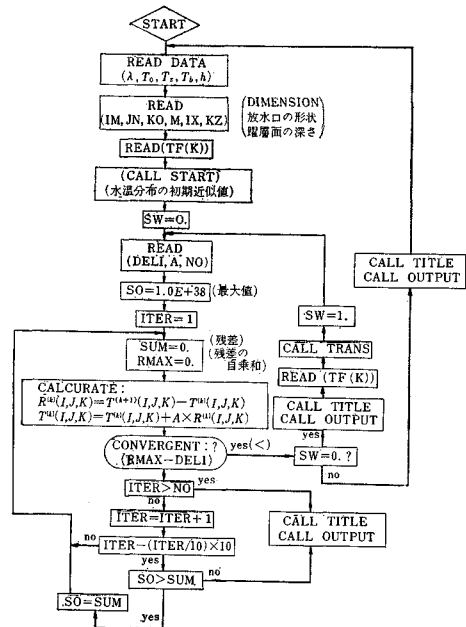 START
READ DATA
(λ, T₀, Tₛ, T_b, h)
READ
(IM, JN, KO, M, IX, KZ)
(DIMENSION
放水口の形状
躍層面の深さ)
READ(TF(K))
(CALL START)
(水温分布の初期近似値)
SW=0.
READ
(DELI, A, NO)
SO=1.0E+38
(最大値)
ITER=1
SUM=0.
RMAX=0.
(残差)
(残差の
自乗和)
CALCURATE:
R⁽ᵏ⁾(I,J,K)=T⁽ᵏ⁺¹⁾(I,J,K)−T⁽ᵏ⁾(I,J,K)
T⁽ᵏ⁾(I,J,K)=T⁽ᵏ⁾(I,J,K)+A×R⁽ᵏ⁾(I,J,K)
CONVERGENT:?
(RMAX−DEL1)
yes(<)
SW=0.?
yes
no
CALL TITLE
CALL OUTPUT
READ (TF(K))
CALL TRANS
SW=1.
CALL TITLE
CALL OUTPUT
ITER>NO
yes
no
ITER=ITER+1
CALL TITLE
CALL OUTPUT
no
ITER−(ITER/10)×10
yes
SO>SUM
no
SO=SUM
yes